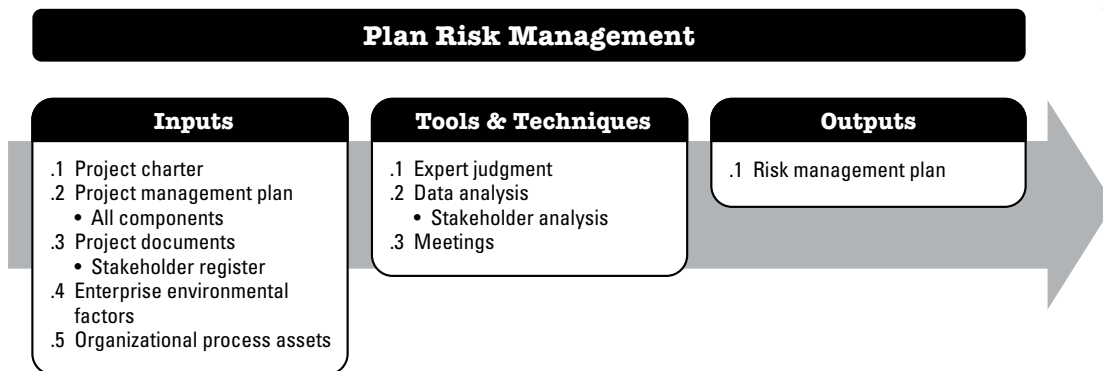 Plan Risk Management
Inputs
.1 Project charter
.2 Project management plan
• All components
.3 Project documents
• Stakeholder register
.4 Enterprise environmental
factors
.5 Organizational process assets
Tools & Techniques
.1 Expert judgment
.2 Data analysis
• Stakeholder analysis
.3 Meetings
Outputs
.1 Risk management plan